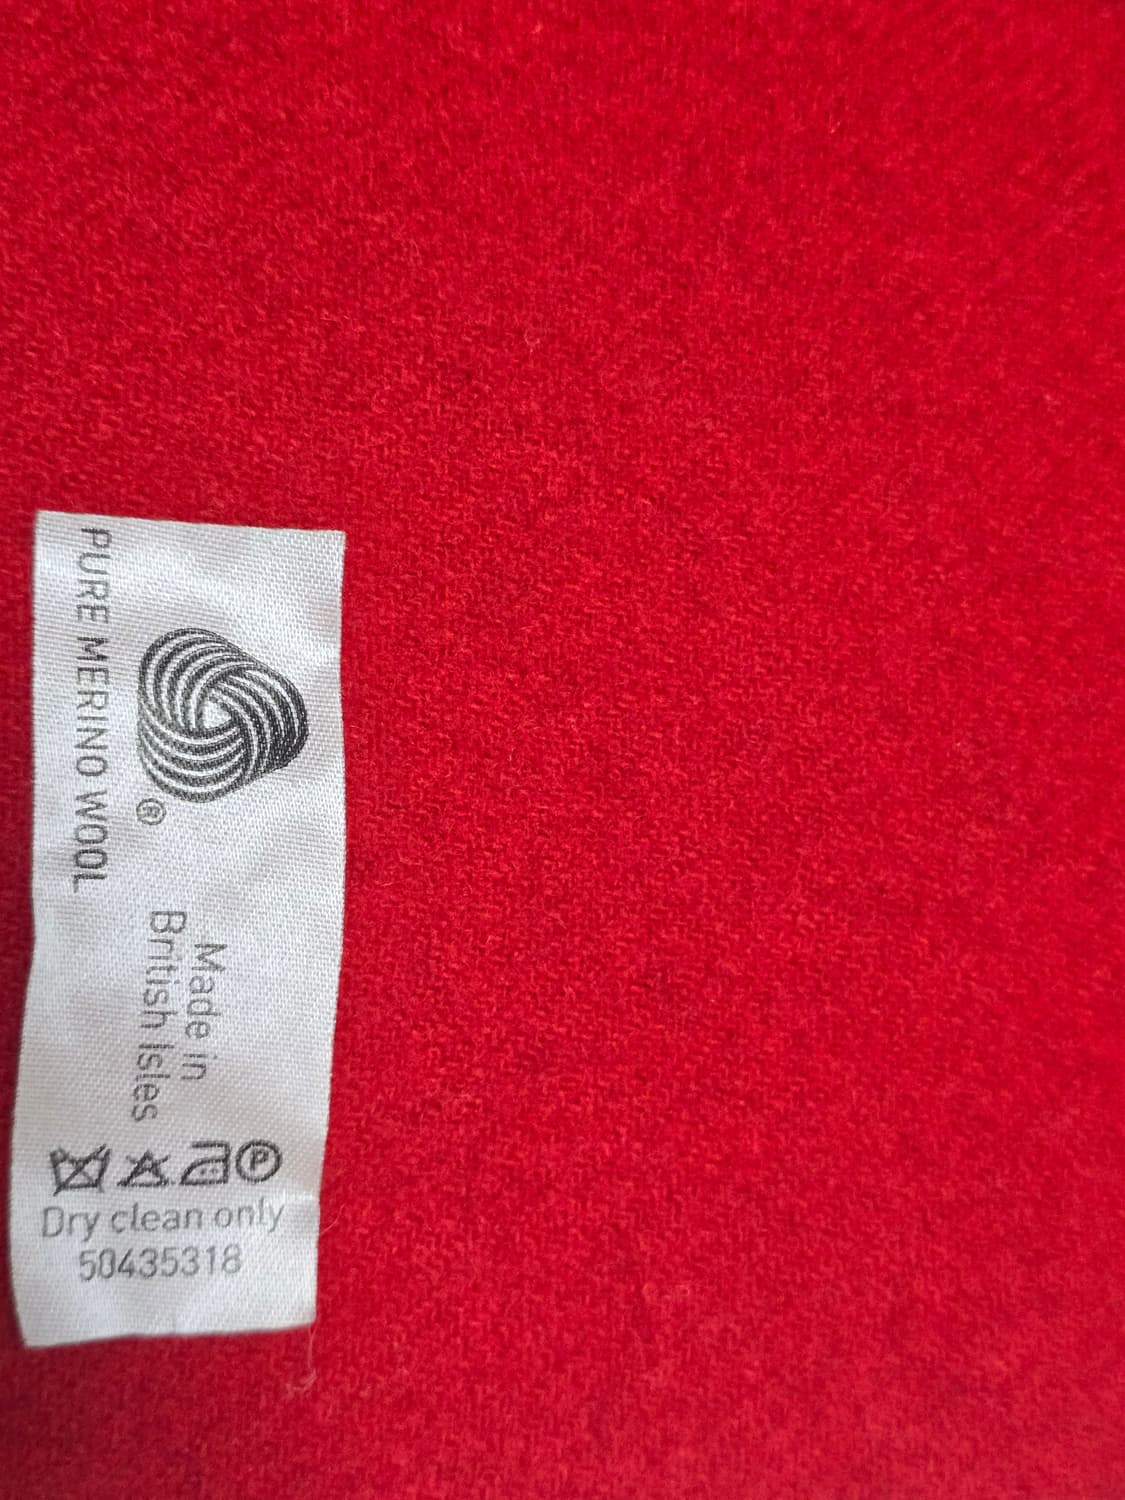 PURE MERINO WOOL
®
Made in
British Isles
P
Dry clean only
50435318